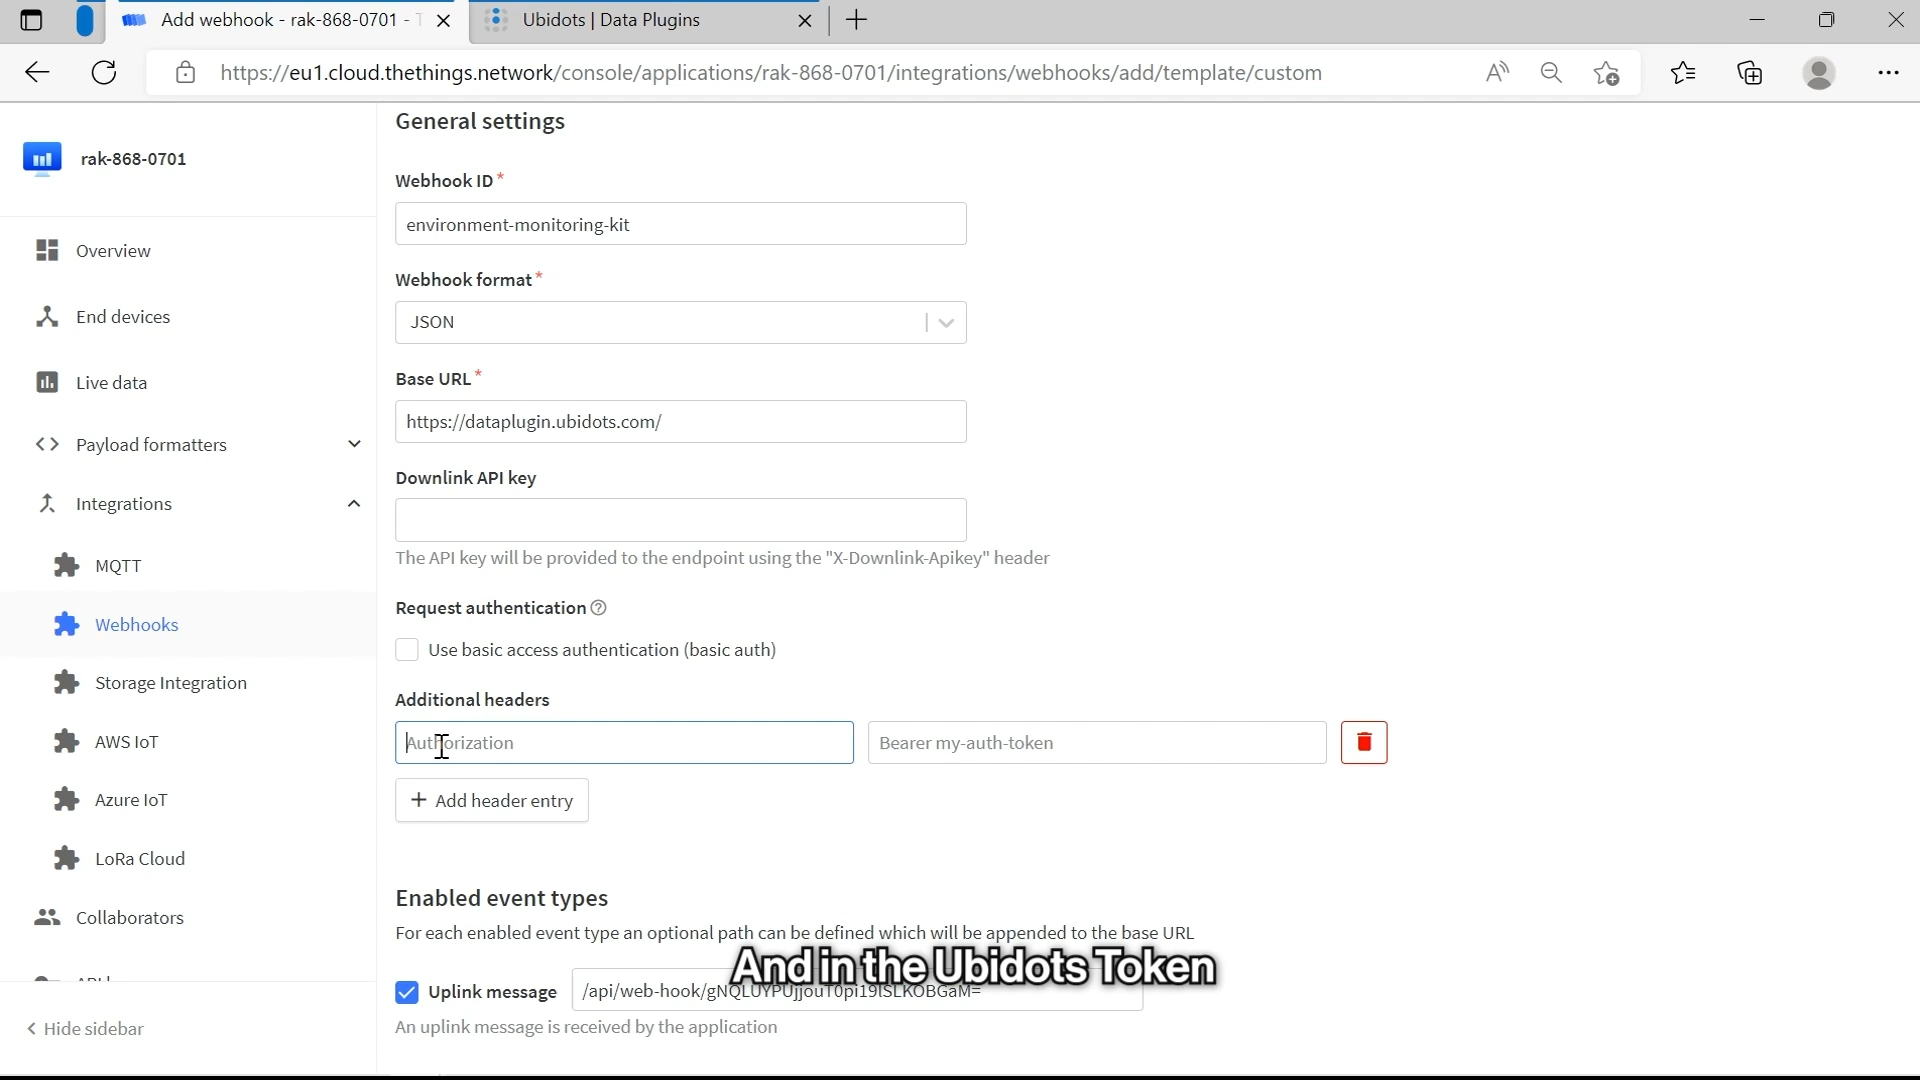 Add webhook - rak-868-0701 - T
Ubidots | Data Plugins
https://eu1.cloud.thethings.network/console/applications/rak-868-0701/integrations/webhooks/add/template/custom
rak-868-0701
Overview
End devices
Live data
Payload formatters
Integrations
MQTT
Webhooks
Storage Integration
AWS IoT
Azure IoT
LoRa Cloud
Collaborators
Hide sidebar
General settings
Webhook ID*
environment-monitoring-kit
Webhook format*
JSON
Base URL*
https://dataplugin.ubidots.com/
Downlink API key
The API key will be provided to the endpoint using the "X-Downlink-Apikey" header
Request authentication
Use basic access authentication (basic auth)
Additional headers
Authorization
Bearer my-auth-token
+ Add header entry
Enabled event types
For each enabled event type an optional path can be defined which will be appended to the base URL
And in the Ubidots Token
Uplink message
An uplink message is received by the application